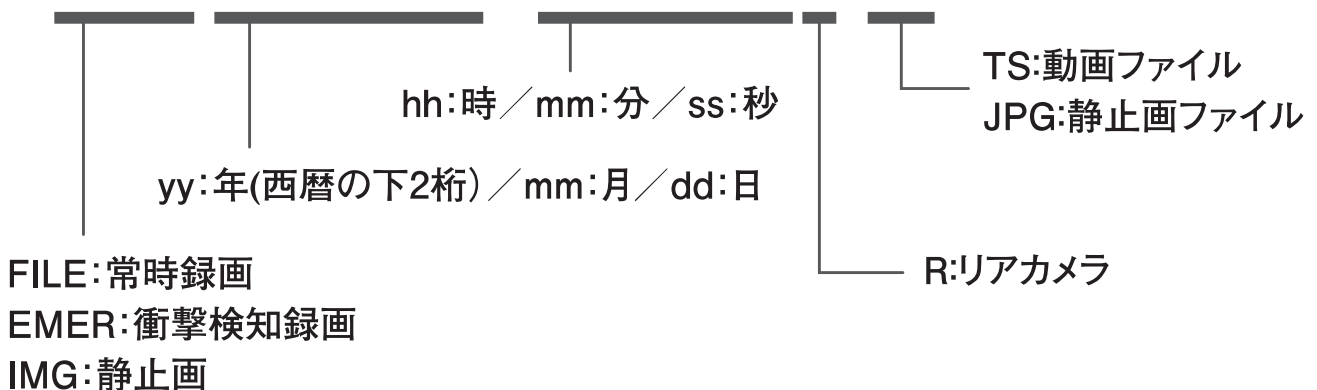 TS:動画ファイル
JPG:静止画ファイル
hh:時／mm:分／ss:秒
yy:年(西暦の下2桁)／mm:月／dd:日
R:リアカメラ
FILE:常時録画
EMER:衝撃検知録画
IMG:静止画